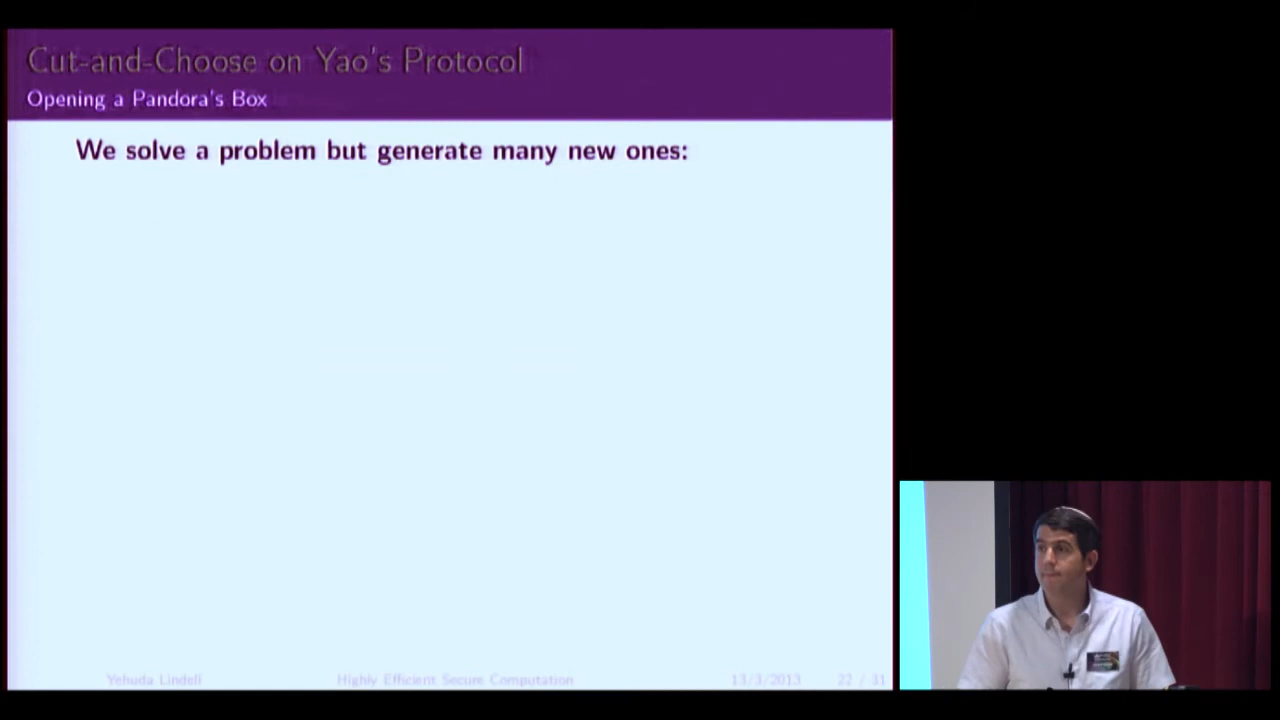 Cut-and-Choose on Yao's Protocol
Opening a Pandora's Box
We solve a problem but generate many new ones:
Yehuda Lindell Highly Efficient Secure Computation 13/3/2013 22 / 31